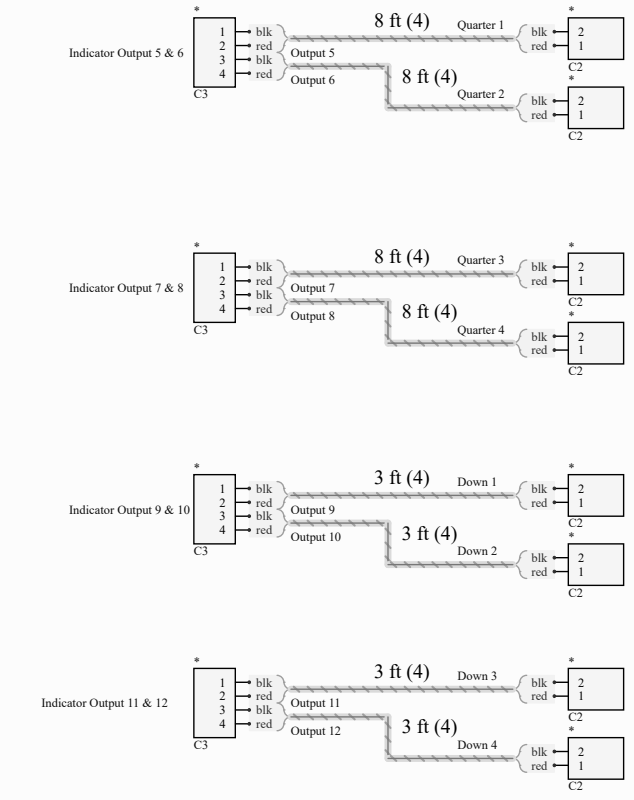 *
8 ft (4)
Quarter 1
1 blk
blk 2
2 red
red 1
Indicator Output 5 & 6
Output 5
3 blk
4 red
Output 6
C3
C2
8 ft (4)
*
Quarter 2
blk 2
red 1
C2
*
8 ft (4)
Quarter 3
*
1 blk
blk 2
2 red
red 1
Indicator Output 7 & 8
Output 7
3 blk
4 red
Output 8
C3
C2
8 ft (4)
*
Quarter 4
blk 2
red 1
C2
*
3 ft (4)
Down 1
*
1 blk
blk 2
2 red
red 1
Indicator Output 9 & 10
Output 9
3 blk
4 red
Output 10
C3
C2
3 ft (4)
*
Down 2
blk 2
red 1
C2
*
3 ft (4)
Down 3
*
1 blk
blk 2
2 red
red 1
Indicator Output 11 & 12
Output 11
3 blk
4 red
Output 12
C3
C2
3 ft (4)
*
Down 4
blk 2
red 1
C2